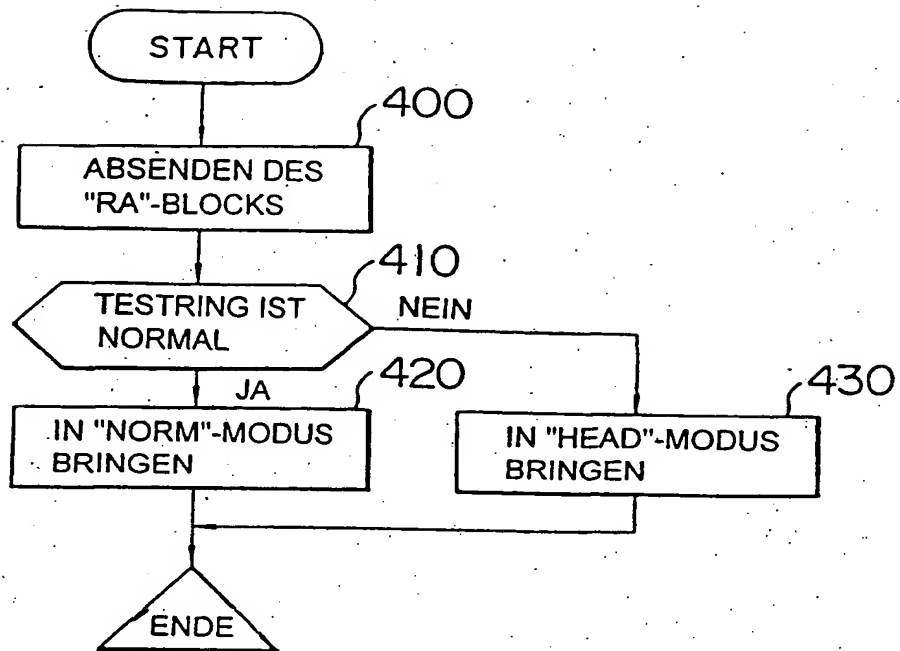 START
400
ABSENDEN DES
"RA"-BLOCKS
410
TESTRING IST
NORMAL
NEIN
JA
420
IN "NORM"-MODUS
BRINGEN
430
IN "HEAD"-MODUS
BRINGEN
ENDE